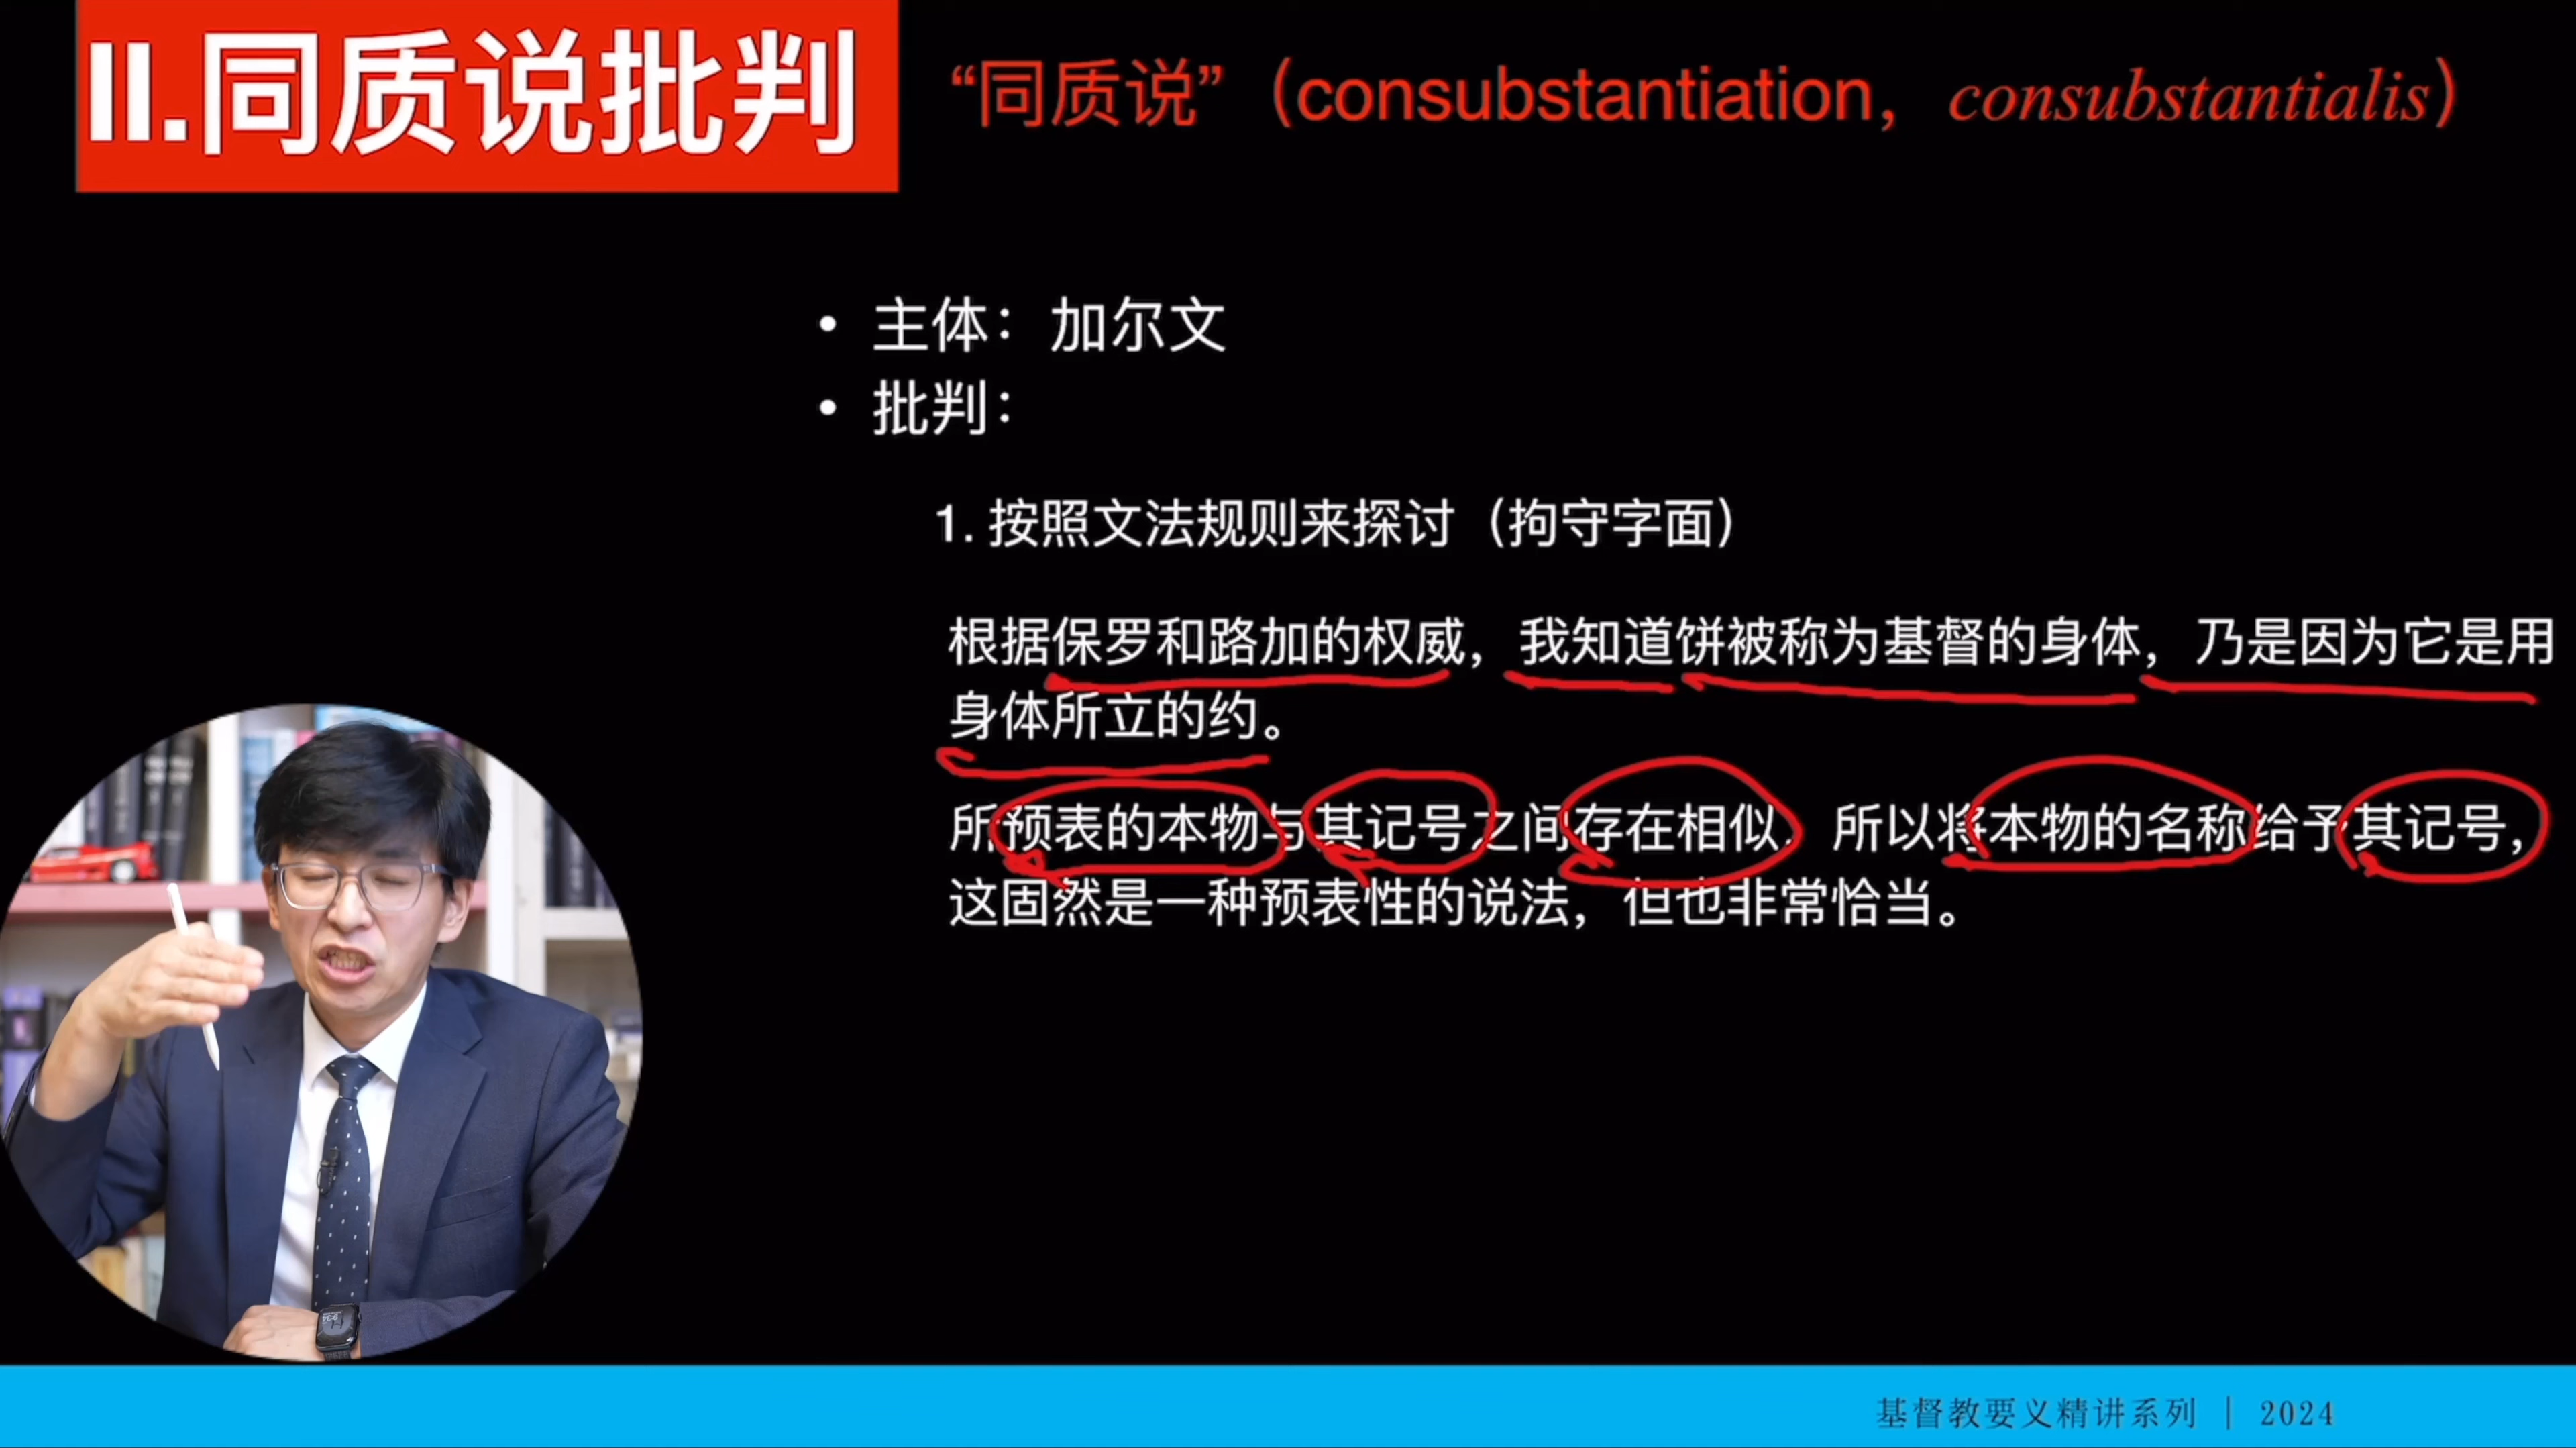 II.同质说批判
“同质说”（consubstantiation，consubstantialis）
• 主体：加尔文
• 批判：
1. 按照文法规则来探讨（拘守字面）
根据保罗和路加的权威，我知道饼被称为基督的身体，乃是因为它是用
身体所立的约。
所预表的本物与其记号之间存在相似，所以将本物的名称给予其记号，
这固然是一种预表性的说法，但也非常恰当。
基督教要义精讲系列 | 2024